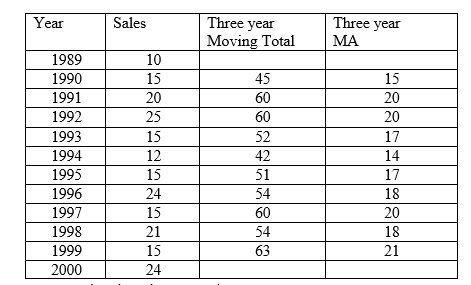 Year Sales Three year Three year
Moving Total MA
1989 10
1990 15 45 15
1991 20 60 20
1992 25 60 20
1993 15 52 17
1994 12 42 14
1995 15 51 17
1996 24 54 18
1997 15 60 20
1998 21 54 18
1999 15 63 21
2000 24